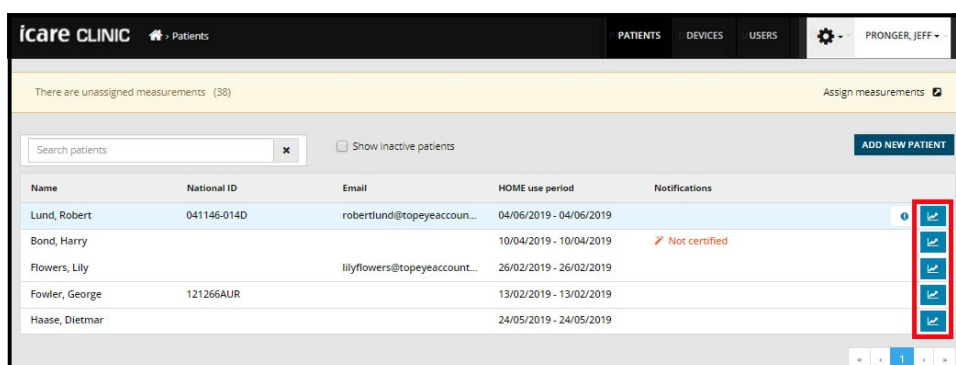 icare CLINIC > Patients PATIENTS DEVICES USERS PRONGER, JEFF
There are unassigned measurements (38) Assign measurements
Search patients × Show inactive patients ADD NEW PATIENT
Name National ID Email HOME use period Notifications
Lund, Robert 041146-014D robertlund@topeyeaccoun... 04/06/2019 - 04/06/2019
Bond, Harry 10/04/2019 - 10/04/2019 Not certified
Flowers, Lily lilyflowers@topeyeaccount... 26/02/2019 - 26/02/2019
Fowler, George 121266AUR 13/02/2019 - 13/02/2019
Haase, Dietmar 24/05/2019 - 24/05/2019
« ‹ 1 › »